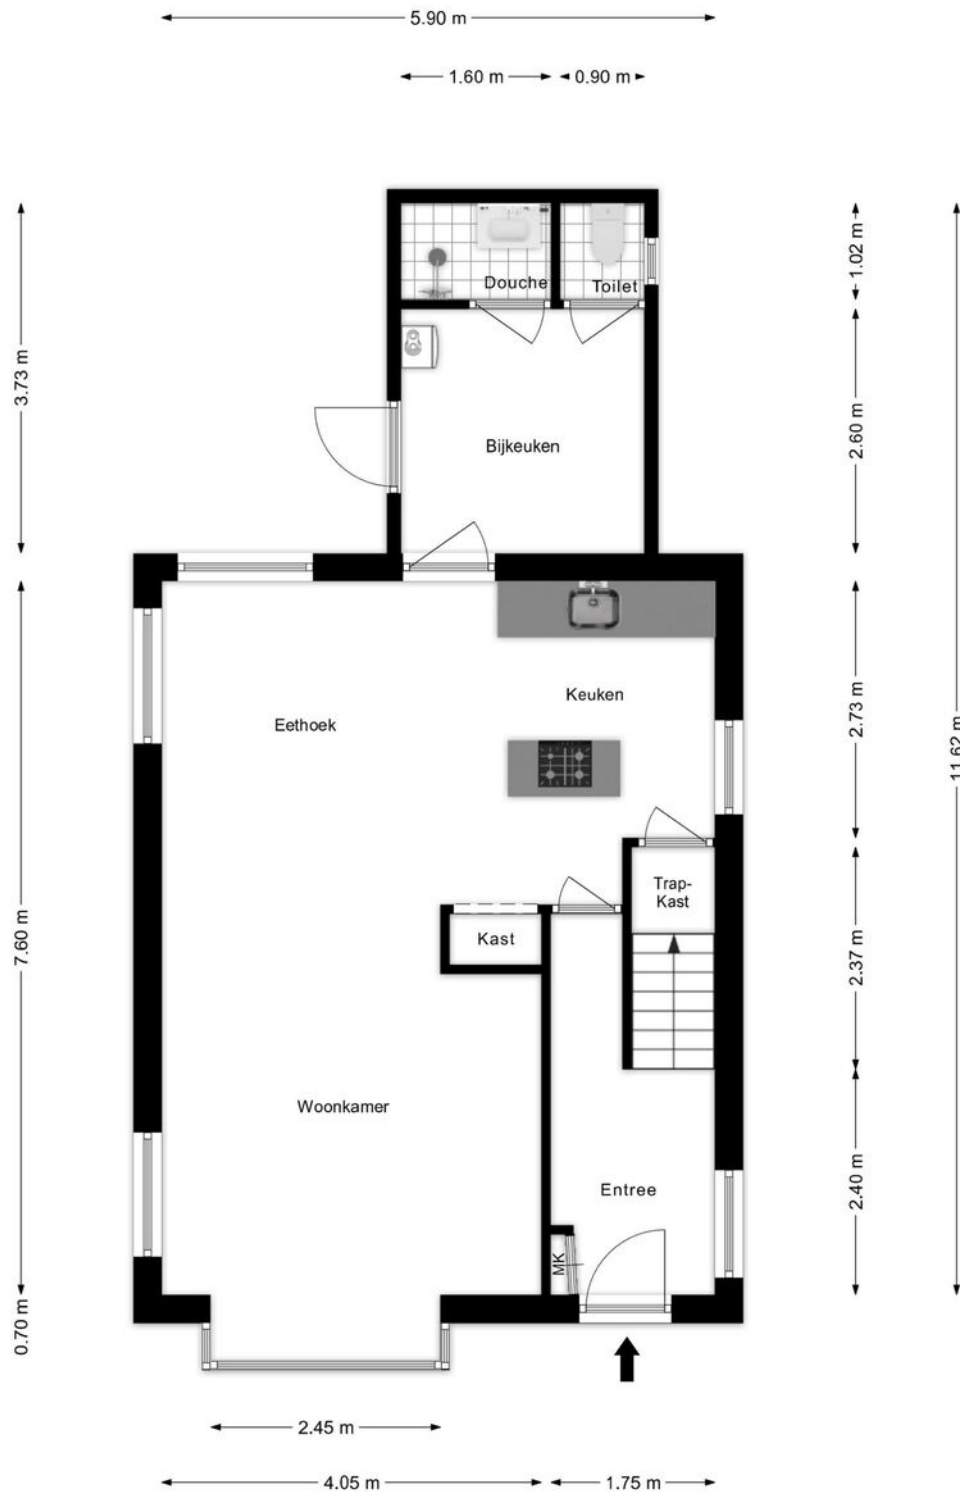 5.90 m
1.60 m
0.90 m
1.02 m
Douche
Toilet
3.73 m
2.60 m
Bijkeuken
2.73 m
Keuken
Eethoek
11.62 m
Trap-
Kast
Kast
7.60 m
2.37 m
Woonkamer
2.40 m
Entree
MK
0.70 m
2.45 m
4.05 m
1.75 m